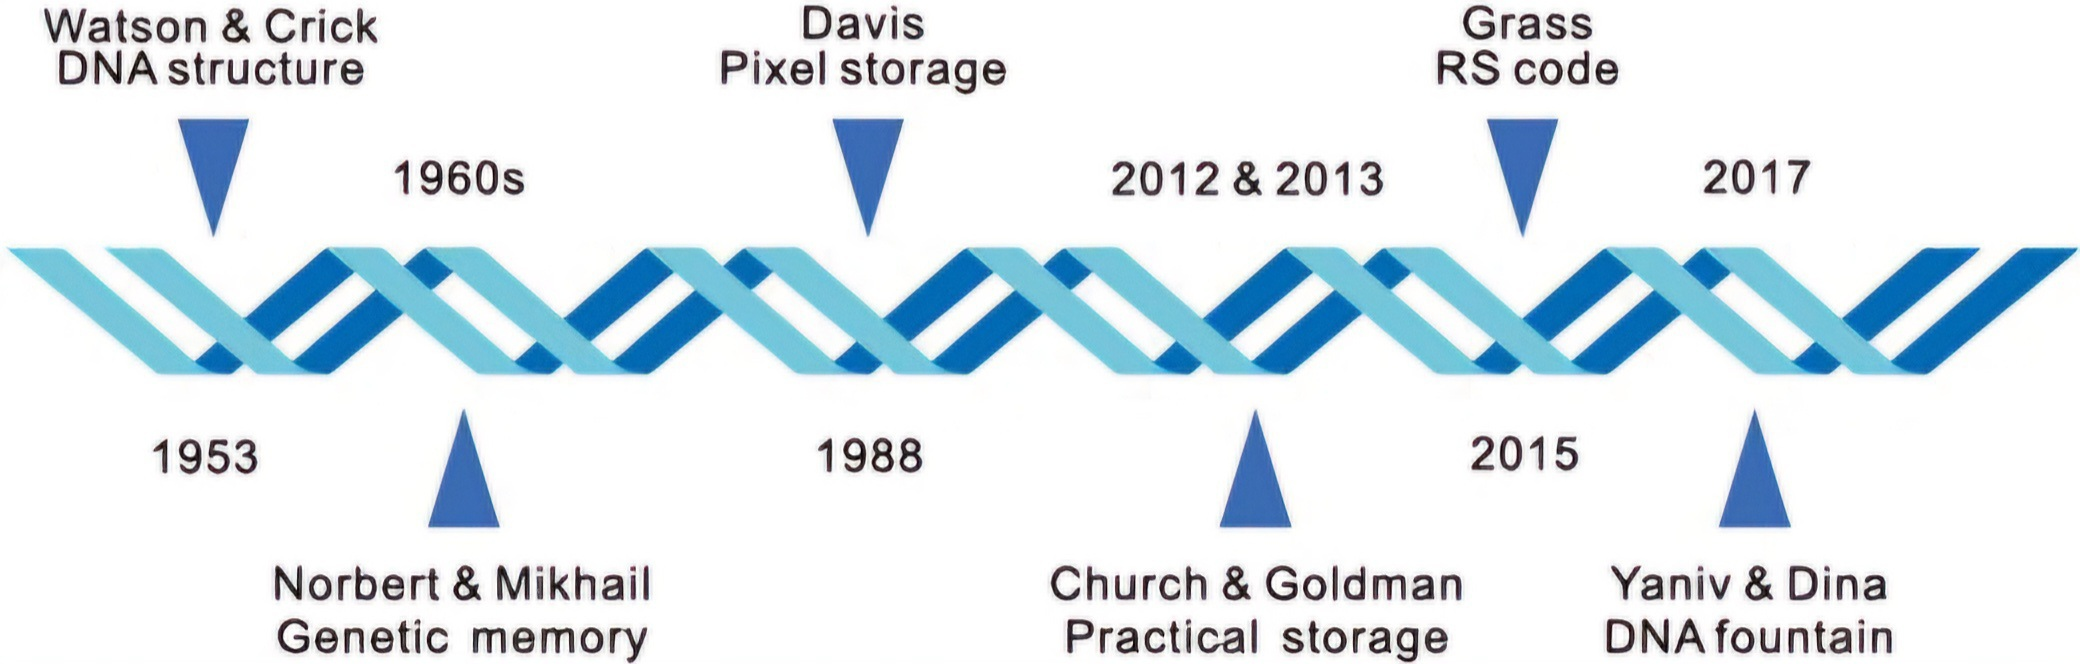 Watson & Crick
DNA structure
Davis
Pixel storage
Grass
RS code
1960s
2012 & 2013
2017
1953
1988
2015
Norbert & Mikhail
Genetic memory
Church & Goldman
Practical storage
Yaniv & Dina
DNA fountain